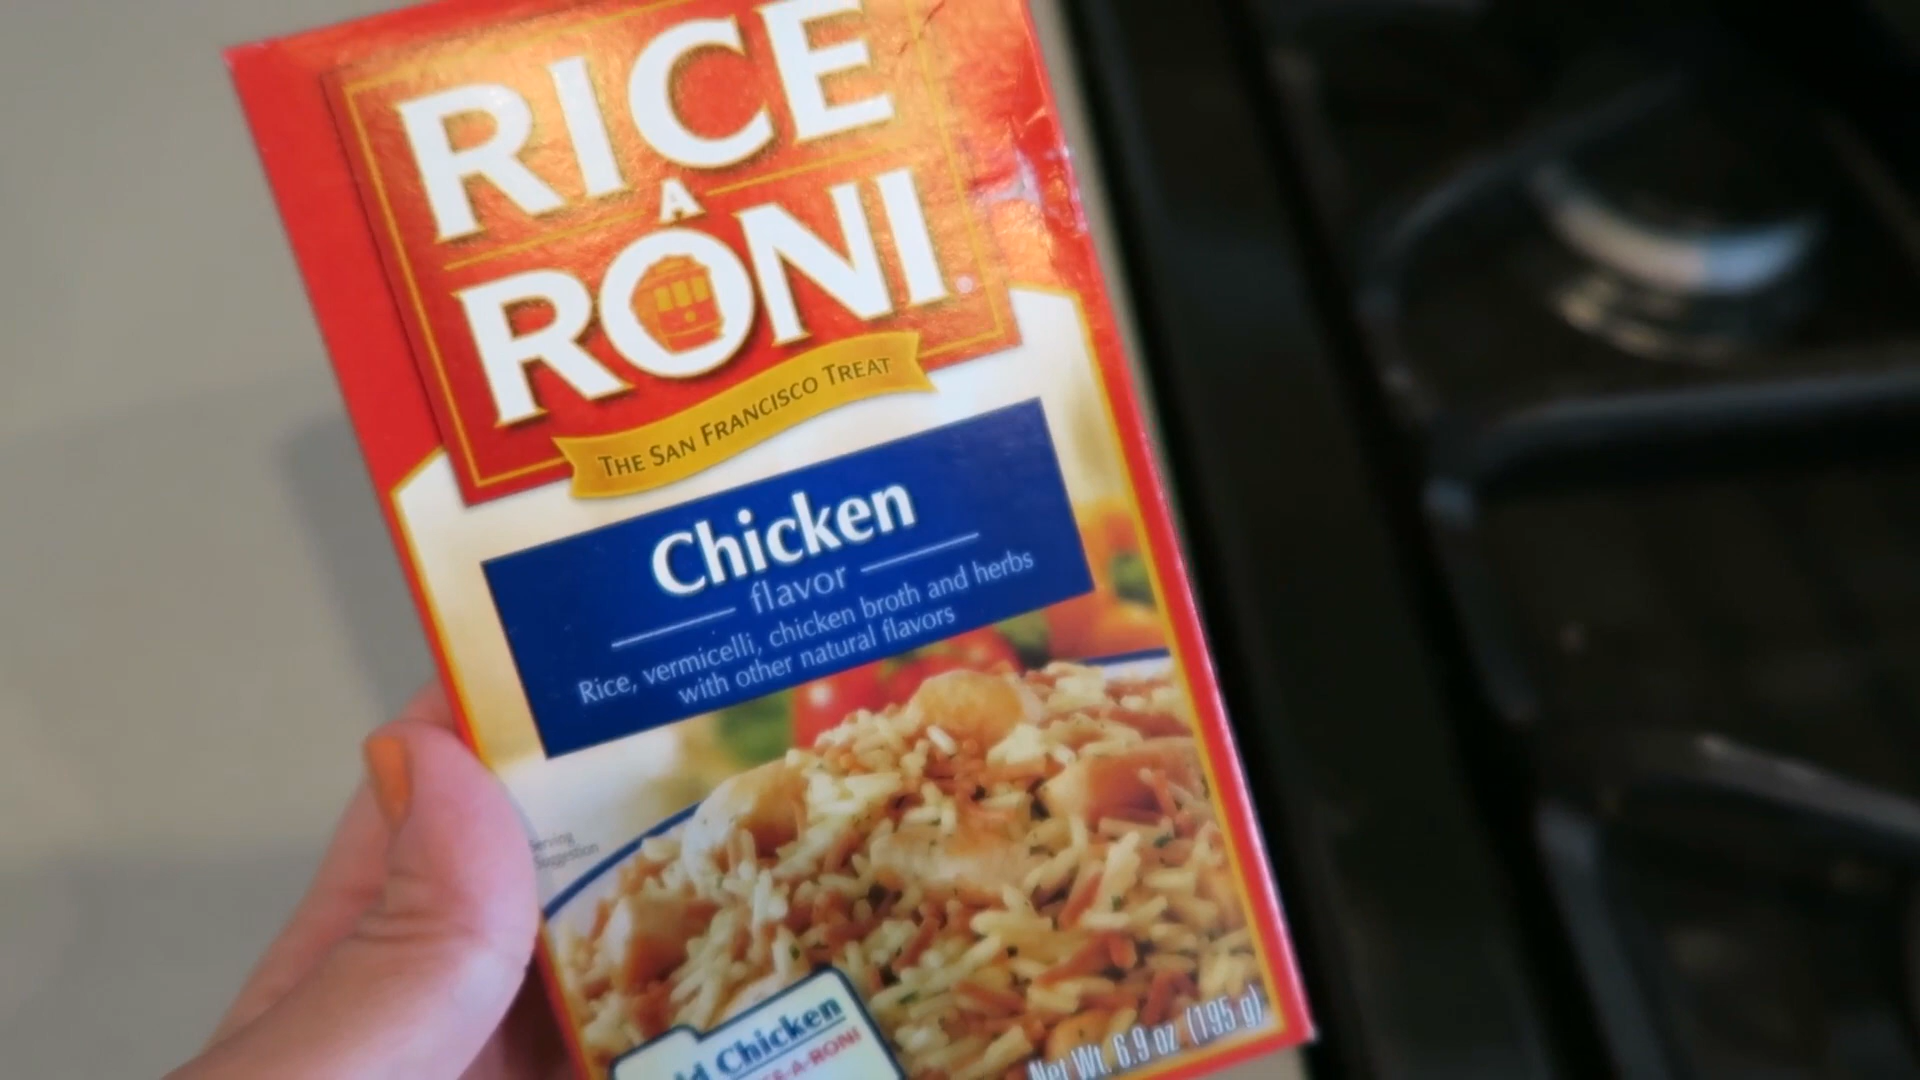 RICE
A
RONI
THE SAN FRANCISCO TREAT
Chicken
flavor
Rice, vermicelli, chicken broth and herbs
with other natural flavors
Serving
Suggestion
Chicken
-A-RONI
Net Wt. 6.9 oz (195 g)